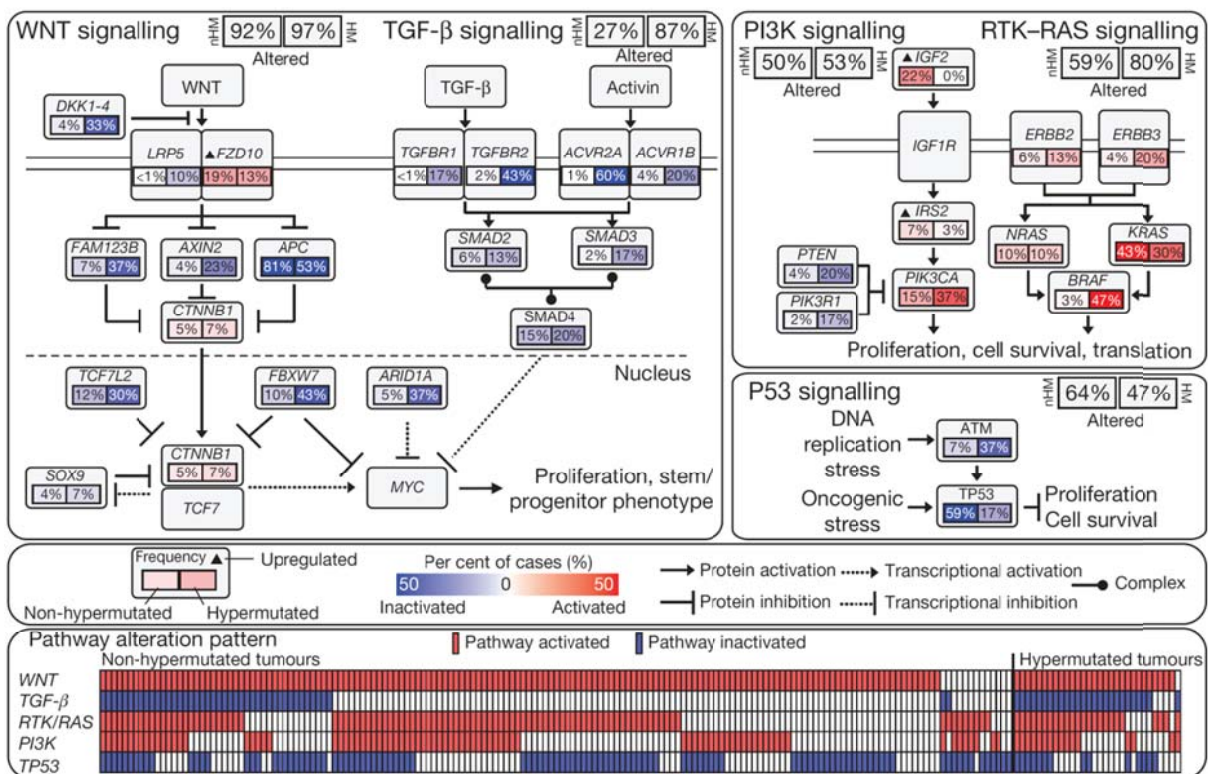 WNT signalling
nHM
92% 97%
HM
Altered
WNT
DKK1-4
4% 33%
LRP5
▲FZD10
<1% 10% 19% 13%
FAM123B
7% 37%
AXIN2
4% 23%
APC
81% 53%
CTNNB1
5% 7%
TGF-β signalling
nHM
27% 87%
HM
Altered
TGF-β
Activin
TGFBR1
TGFBR2
<1% 17% 2% 43%
ACVR2A
ACVR1B
1% 60% 4% 20%
SMAD2
6% 13%
SMAD3
2% 17%
SMAD4
15% 20%
Nucleus
TCF7L2
12% 30%
FBXW7
10% 43%
ARID1A
5% 37%
SOX9
4% 7%
CTNNB1
5% 7%
TCF7
MYC
Proliferation, stem/
progenitor phenotype
PI3K signalling
nHM
50% 53%
HM
Altered
▲IGF2
22% 0%
IGF1R
▲IRS2
7% 3%
PTEN
4% 20%
PIK3R1
2% 17%
PIK3CA
15% 37%
RTK–RAS signalling
nHM
59% 80%
HM
Altered
ERBB2
6% 13%
ERBB3
4% 20%
NRAS
10% 10%
KRAS
43% 30%
BRAF
3% 47%
Proliferation, cell survival, translation
P53 signalling
nHM
64% 47%
HM
Altered
DNA
replication
stress
ATM
7% 37%
Oncogenic
stress
TP53
59% 17%
Proliferation
Cell survival
Frequency ▲
Upregulated
Non-hypermutated
Hypermutated
Per cent of cases (%)
50 0 50
Inactivated
Activated
Protein activation
Transcriptional activation
Protein inhibition
Transcriptional inhibition
Complex
Pathway alteration pattern
Pathway activated
Pathway inactivated
Non-hypermutated tumours
Hypermutated tumours
WNT
TGF-β
RTK/RAS
PI3K
TP53